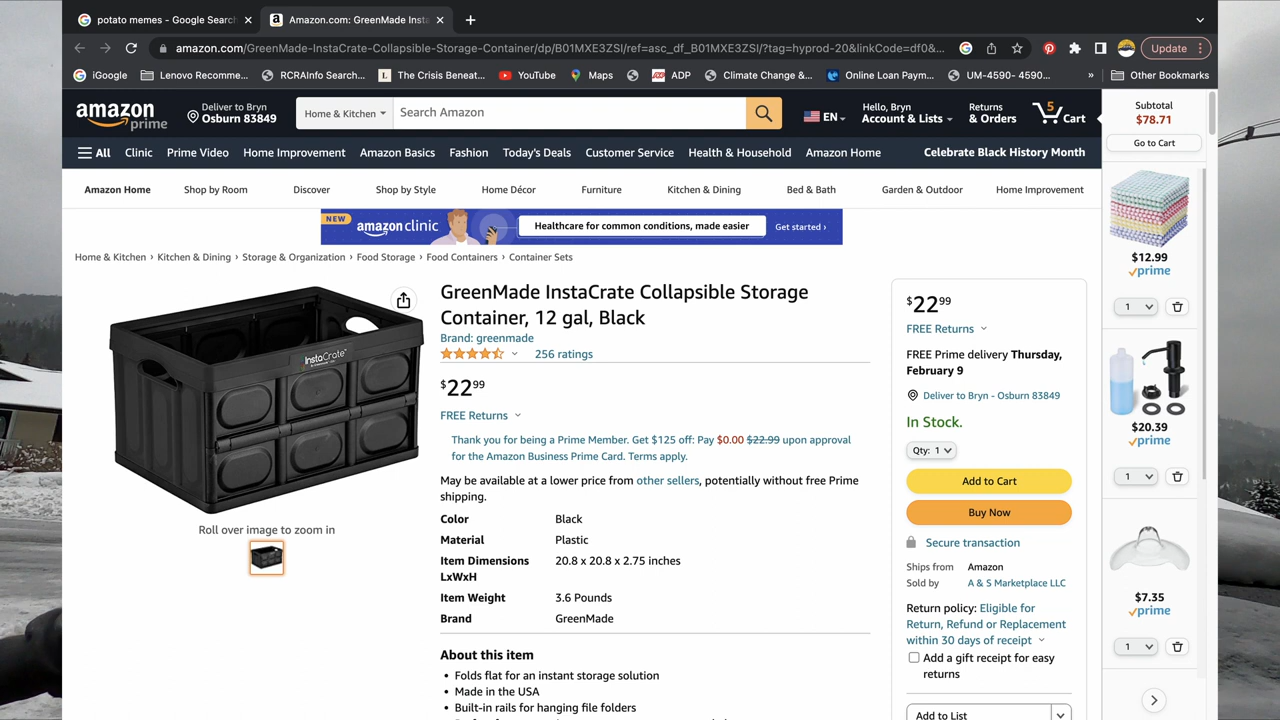 potato memes - Google Search
Amazon.com: GreenMade Insta
amazon.com/GreenMade-InstaCrate-Collapsible-Storage-Container/dp/B01MXE3ZSI/ref=asc_df_B01MXE3ZSI/?tag=hyprod-20&linkCode=df0&...
Update
iGoogle
Lenovo Recomme...
RCRAInfo Search...
L The Crisis Beneat...
YouTube
Maps
ADP
Climate Change &...
Online Loan Paym...
UM-4590- 4590...
»
Other Bookmarks
amazon prime
Deliver to Bryn
Osburn 83849
Home & Kitchen
Search Amazon
EN
Hello, Bryn
Account & Lists
Returns
& Orders
5
Cart
Subtotal
$78.71
Go to Cart
All
Clinic
Prime Video
Home Improvement
Amazon Basics
Fashion
Today's Deals
Customer Service
Health & Household
Amazon Home
Celebrate Black History Month
Amazon Home
Shop by Room
Discover
Shop by Style
Home Décor
Furniture
Kitchen & Dining
Bed & Bath
Garden & Outdoor
Home Improvement
NEW
amazon clinic
Healthcare for common conditions, made easier
Get started ›
Home & Kitchen › Kitchen & Dining › Storage & Organization › Food Storage › Food Containers › Container Sets
InstaCrate
Roll over image to zoom in
GreenMade InstaCrate Collapsible Storage
Container, 12 gal, Black
Brand: greenmade
256 ratings
$22 99
FREE Returns
Thank you for being a Prime Member. Get $125 off: Pay $0.00 $22.99 upon approval
for the Amazon Business Prime Card. Terms apply.
May be available at a lower price from other sellers, potentially without free Prime
shipping.
Color Black
Material Plastic
Item Dimensions 20.8 x 20.8 x 2.75 inches
LxWxH
Item Weight 3.6 Pounds
Brand GreenMade
About this item
• Folds flat for an instant storage solution
• Made in the USA
• Built-in rails for hanging file folders
$22 99
FREE Returns
FREE Prime delivery Thursday,
February 9
Deliver to Bryn - Osburn 83849
In Stock.
Qty: 1
Add to Cart
Buy Now
Secure transaction
Ships from Amazon
Sold by A & S Marketplace LLC
Return policy: Eligible for
Return, Refund or Replacement
within 30 days of receipt
Add a gift receipt for easy
returns
Add to List
$12.99
prime
1
$20.39
prime
1
$7.35
prime
1